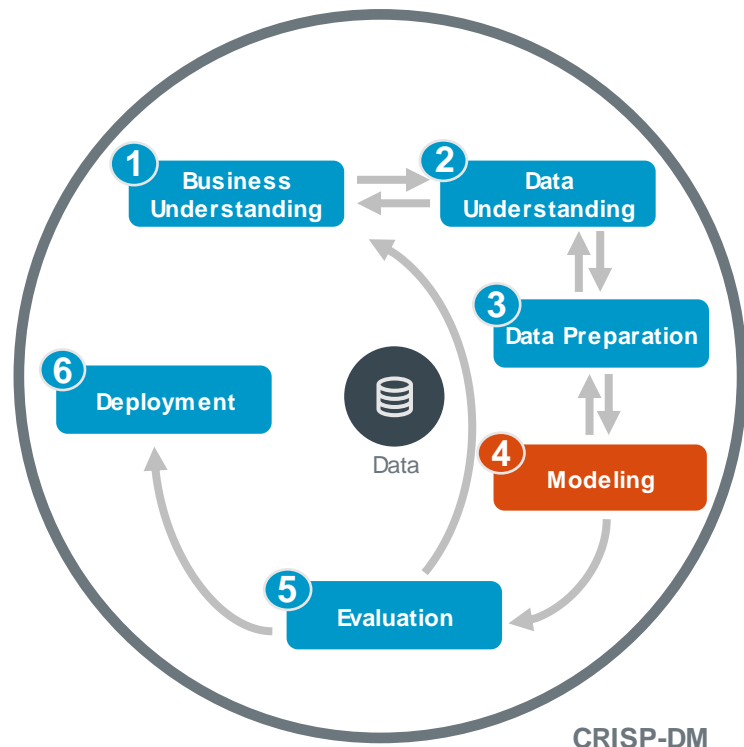 1
Business
Understanding
2
Data
Understanding
3
Data Preparation
4
Modeling
5
Evaluation
6
Deployment
Data
CRISP-DM